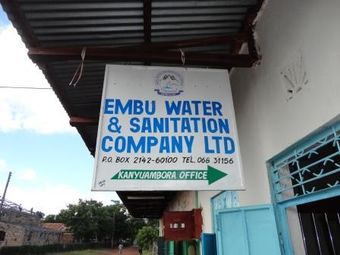 EMBU WATER
& SANITATION
COMPANY LTD
P.O. BOX 2142-60100 TEL. 068 31156
KANYUAMBORA OFFICE